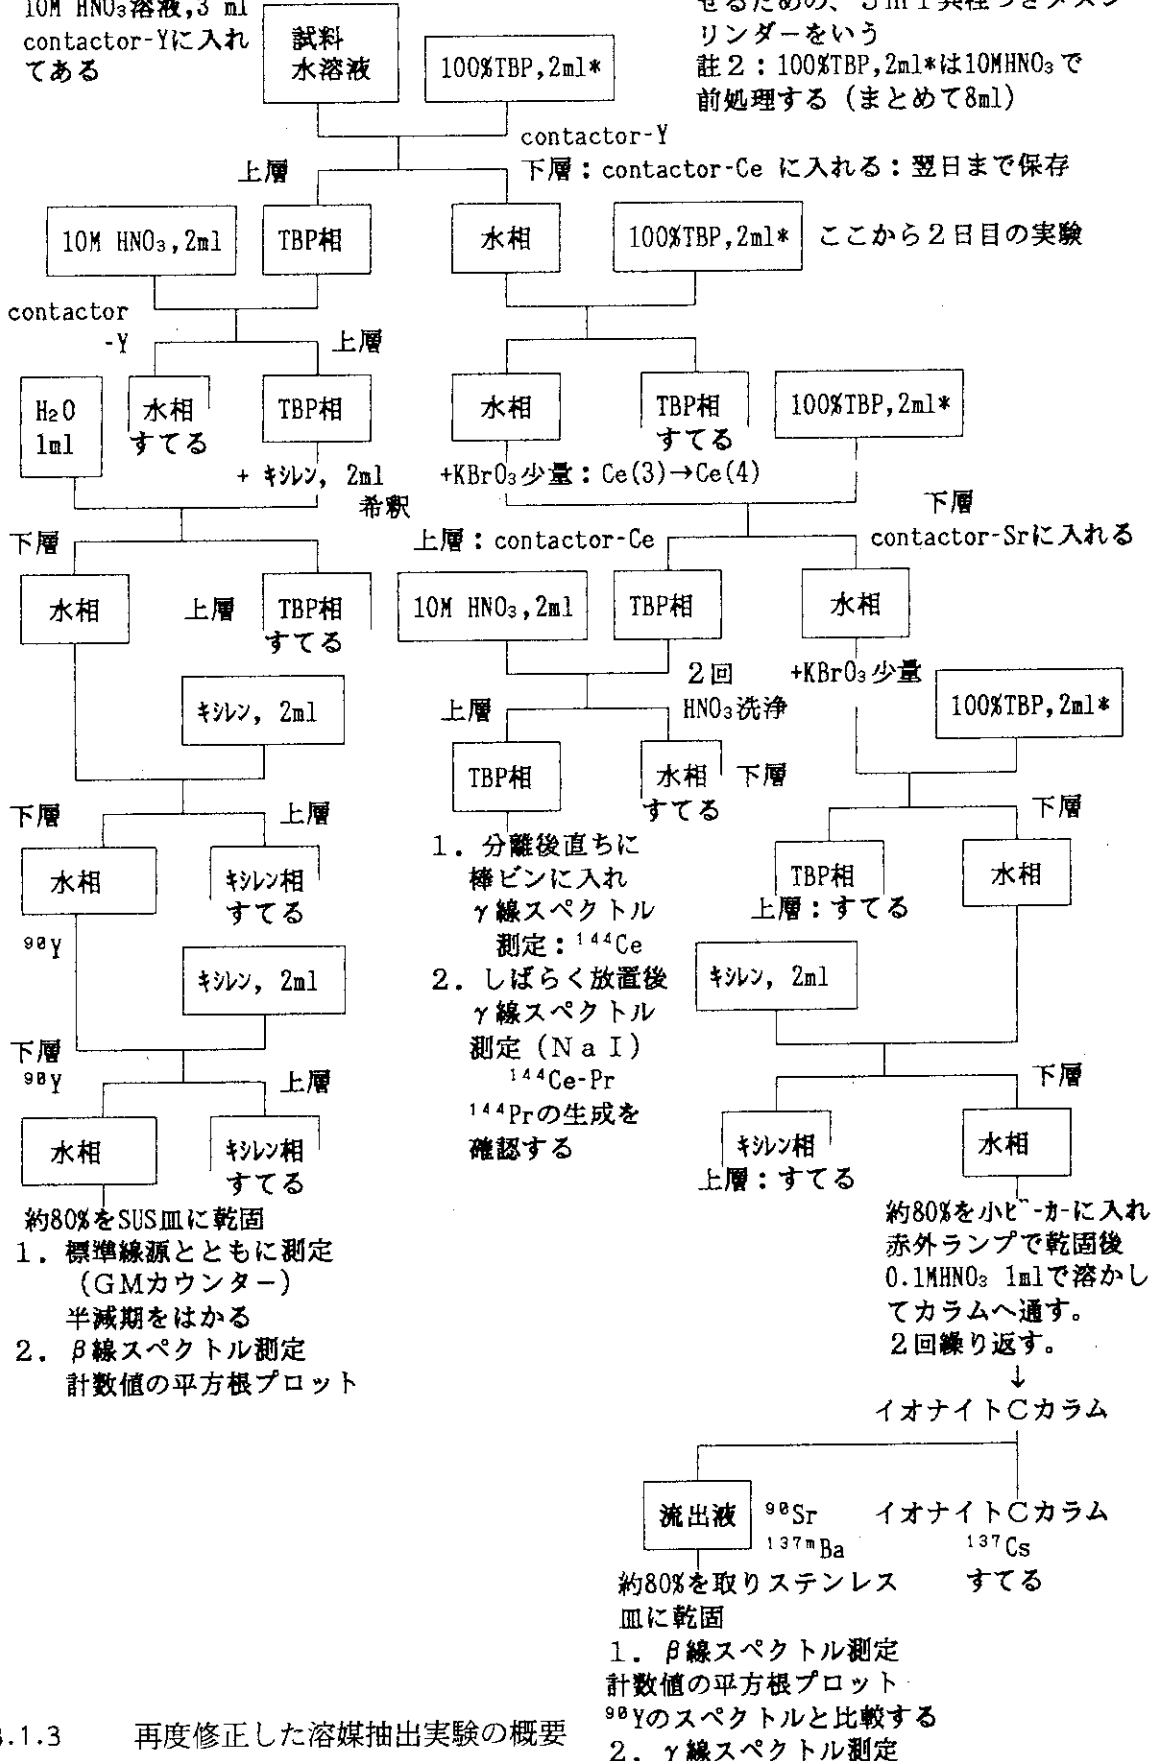 10M HNO₃溶液,3 ml
contactor-Yに入れ
てある
試料
水溶液
100%TBP,2ml*
リンダーをいう
註2：100%TBP,2ml*は10MHNO₃で
前処理する（まとめて8ml）
contactor-Y
上層
下層：contactor-Ce に入れる：翌日まで保存
10M HNO₃,2ml
TBP相
水相
100%TBP,2ml*
ここから2日目の実験
contactor
-Y
上層
H₂O
1ml
水相
すてる
TBP相
水相
TBP相
すてる
100%TBP,2ml*
+ キシレン, 2ml
希釈
+KBrO₃少量：Ce(3)→Ce(4)
下層
contactor-Srに入れる
下層
上層：contactor-Ce
水相
上層
TBP相
すてる
10M HNO₃,2ml
TBP相
水相
キシレン, 2ml
2回
HNO₃洗浄
+KBrO₃少量
100%TBP,2ml*
上層
TBP相
水相
すてる
下層
下層
上層
水相
キシレン相
すてる
⁹⁰Y
キシレン, 2ml
1．分離後直ちに
棒ビンに入れ
γ線スペクトル
測定：¹⁴⁴Ce
2．しばらく放置後
γ線スペクトル
測定（NaI）
¹⁴⁴Ce-Pr
¹⁴⁴Prの生成を
確認する
下層
TBP相
上層：すてる
水相
キシレン, 2ml
下層
⁹⁰Y
上層
水相
キシレン相
すてる
下層
キシレン相
上層：すてる
水相
約80%をSUS皿に乾固
1．標準線源とともに測定
（GMカウンター）
半減期をはかる
2．β線スペクトル測定
計数値の平方根プロット
約80%を小ビーカーに入れ
赤外ランプで乾固後
0.1MHNO₃ 1mlで溶かし
てカラムへ通す。
2回繰り返す。
↓
イオナイトCカラム
流出液
⁹⁰Sr
¹³⁷ᵐBa
イオナイトCカラム
¹³⁷Cs
すてる
約80%を取りステンレス
皿に乾固
1．β線スペクトル測定
計数値の平方根プロット
⁹⁰Yのスペクトルと比較する
2．γ線スペクトル測定
.1.3 再度修正した溶媒抽出実験の概要